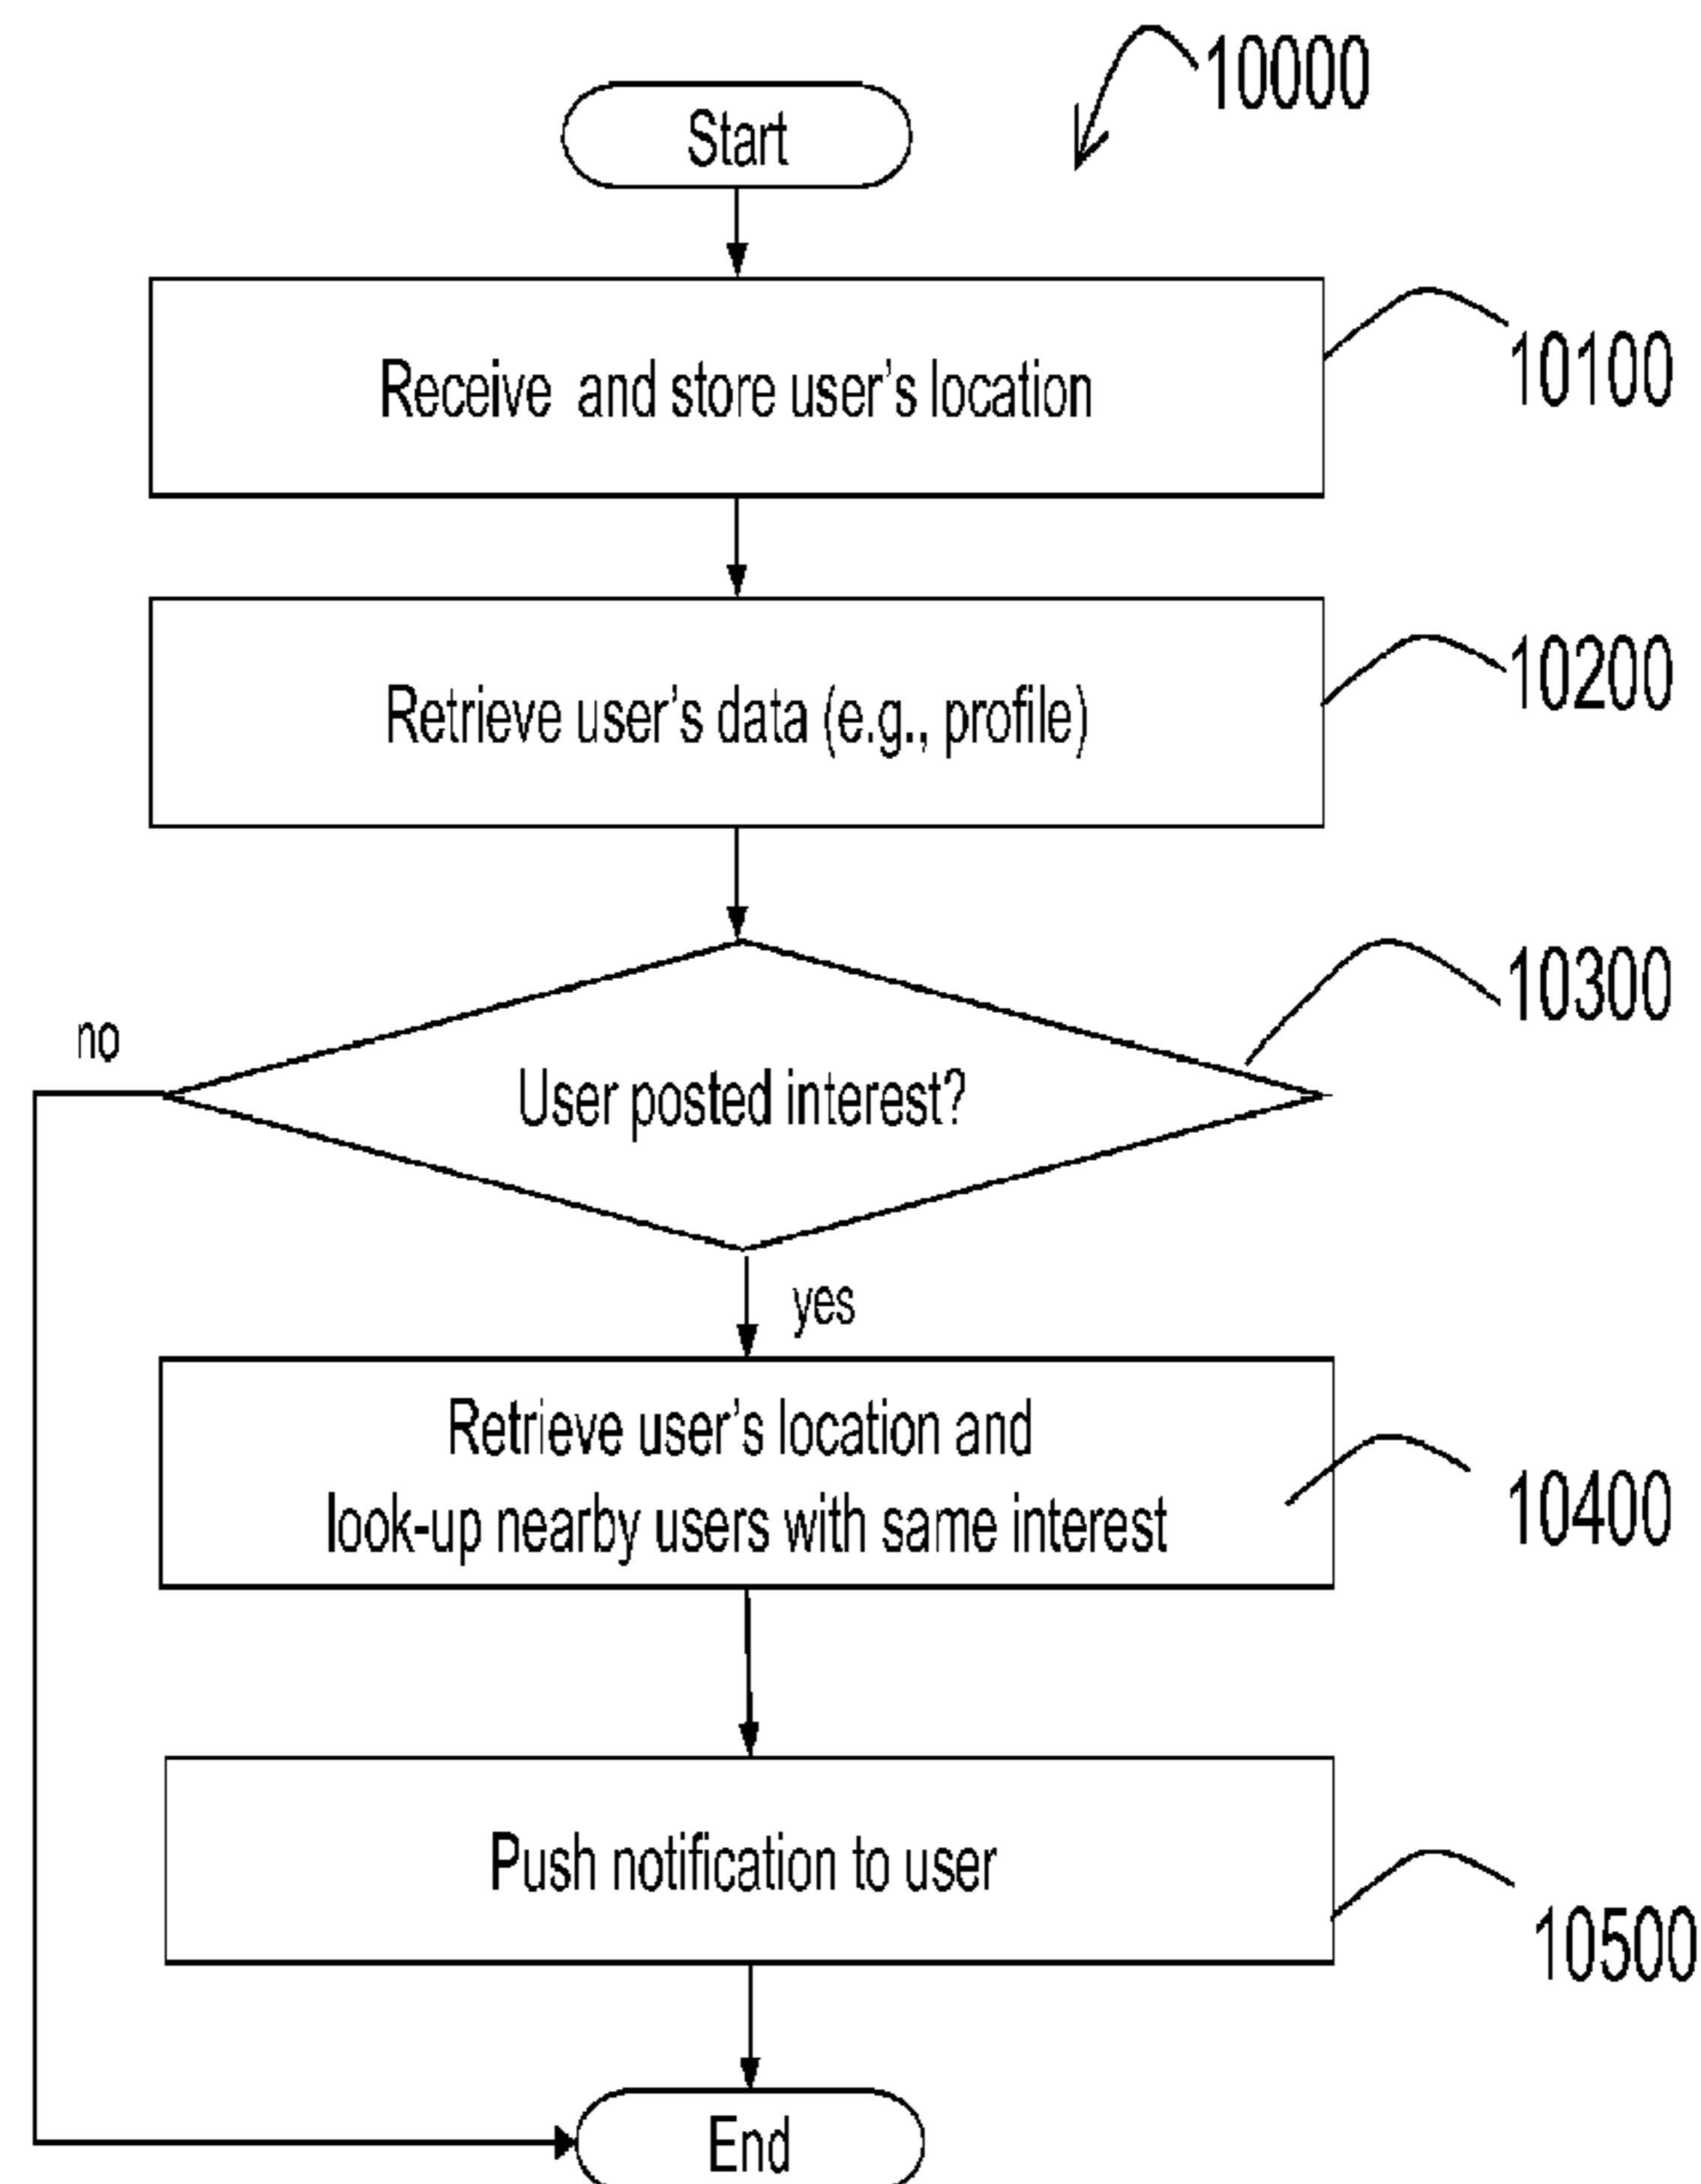 10000
Start
Receive and store user's location
10100
Retrieve user's data (e.g., profile)
10200
10300
no
User posted interest?
yes
Retrieve user's location and
look-up nearby users with same interest
10400
Push notification to user
10500
End